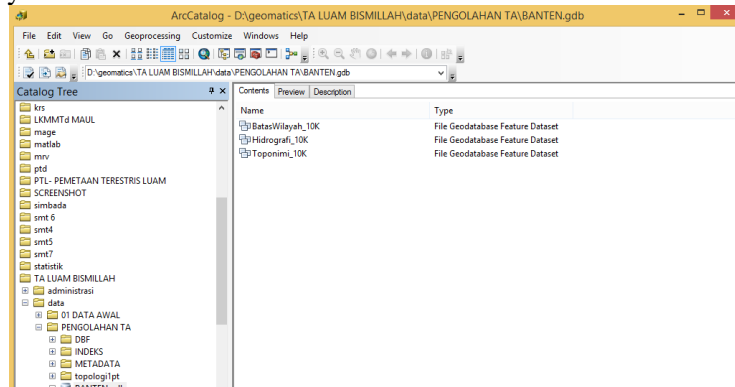 ArcCatalog - D:\geomatics\TA LUAM BISMILLAH\data\PENGOLAHAN TA\BANTEN.gdb
File Edit View Go Geoprocessing Customize Windows Help
D:\geomatics\TA LUAM BISMILLAH\data\PENGOLAHAN TA\BANTEN.gdb
Catalog Tree
Contents Preview Description
Name Type
BatasWilayah_10K File Geodatabase Feature Dataset
Hidrografi_10K File Geodatabase Feature Dataset
Toponimi_10K File Geodatabase Feature Dataset
krs
LKMMTd MAUL
mage
matlab
mrv
ptd
PTL- PEMETAAN TERESTRIS LUAM
SCREENSHOT
simbada
smt 6
smt4
smt5
smt7
statistik
TA LUAM BISMILLAH
administrasi
data
01 DATA AWAL
PENGOLAHAN TA
DBF
INDEKS
METADATA
topologi1pt